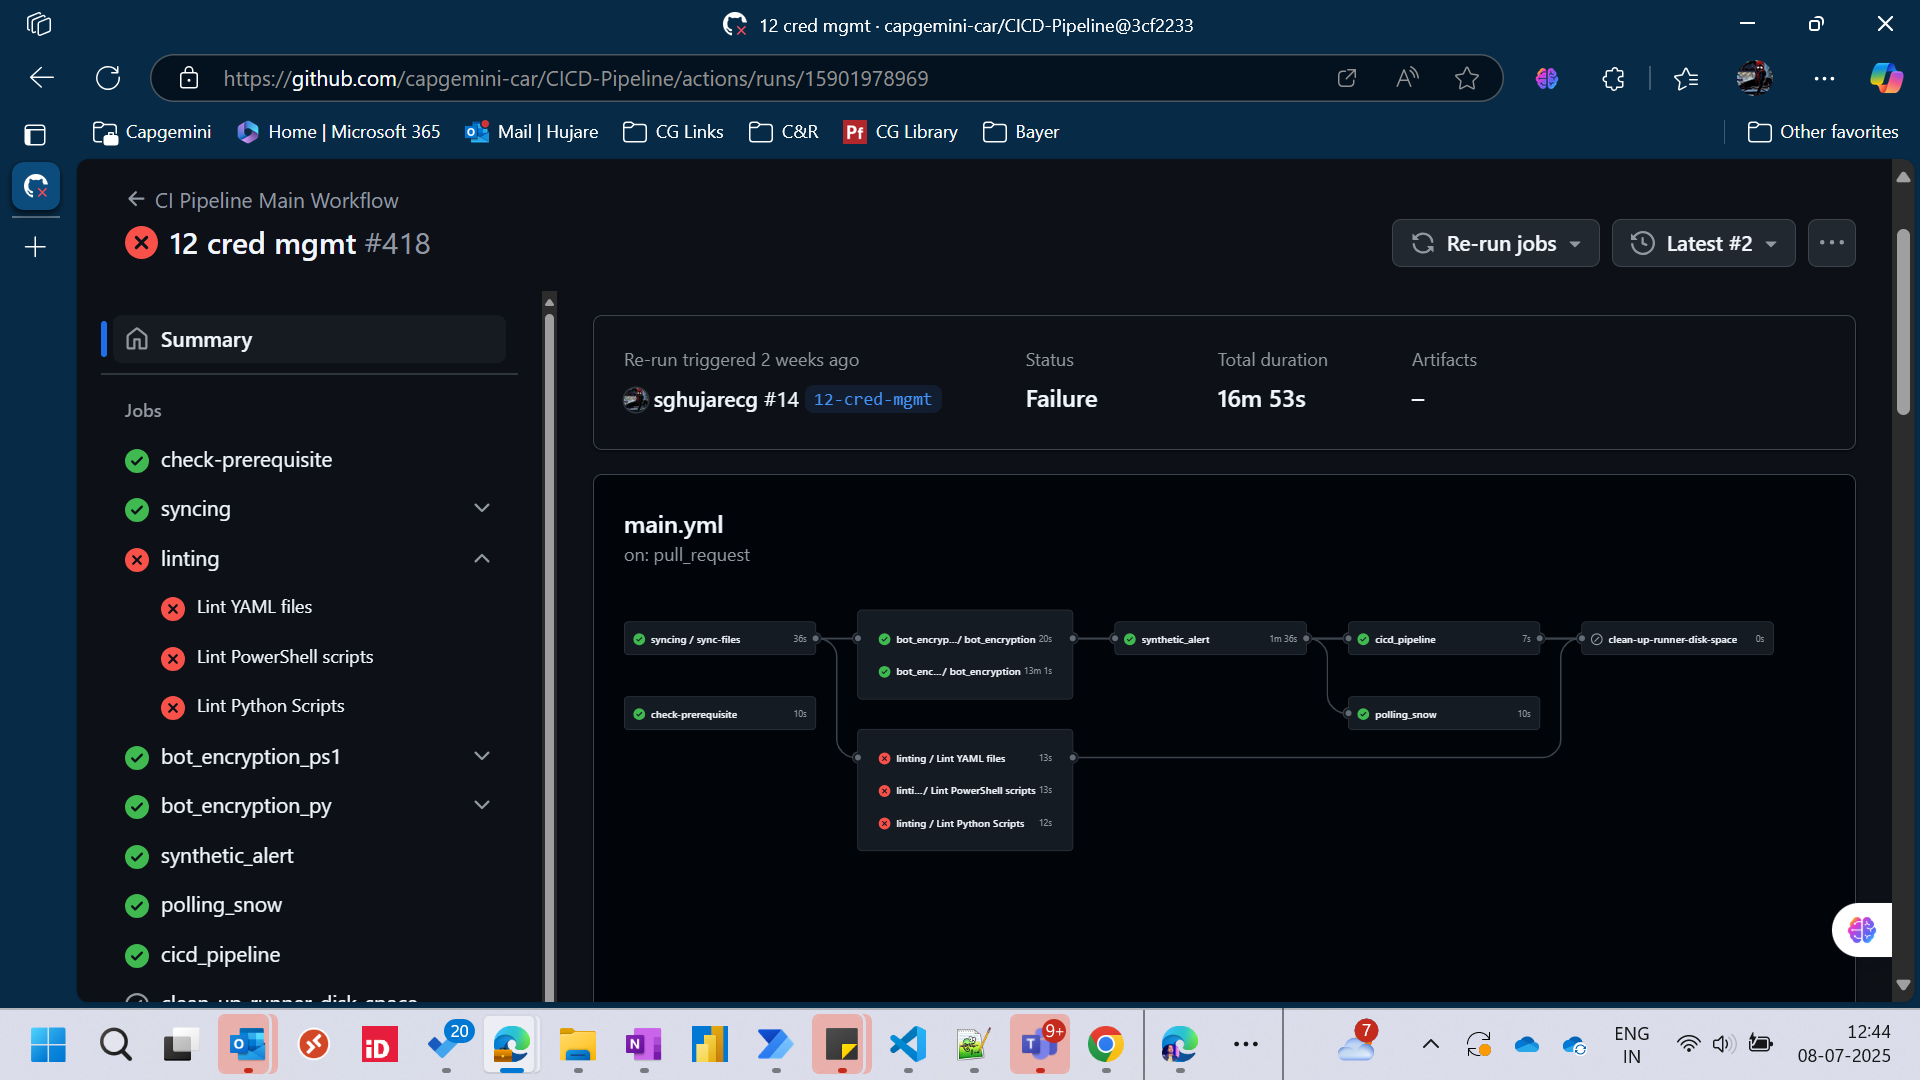 12 cred mgmt · capgemini-car/CICD-Pipeline@3cf2233
https://github.com/capgemini-car/CICD-Pipeline/actions/runs/15901978969
Capgemini
Home | Microsoft 365
Mail | Hujare
CG Links
C&R
Pf CG Library
Bayer
Other favorites
CI Pipeline Main Workflow
12 cred mgmt #418
Re-run jobs
Latest #2
Summary
Jobs
check-prerequisite
syncing
linting
Lint YAML files
Lint PowerShell scripts
Lint Python Scripts
bot_encryption_ps1
bot_encryption_py
synthetic_alert
polling_snow
cicd_pipeline
clean-up-runner-disk-space
Re-run triggered 2 weeks ago
sghujarecg #14 12-cred-mgmt
Status
Failure
Total duration
16m 53s
Artifacts
–
main.yml
on: pull_request
syncing / sync-files 36s
check-prerequisite 10s
bot_encryp.../ bot_encryption 20s
bot_enc.../ bot_encryption 13m 1s
linting / Lint YAML files 13s
linti.../ Lint PowerShell scripts 13s
linting / Lint Python Scripts 12s
synthetic_alert 1m 36s
cicd_pipeline 7s
polling_snow 10s
clean-up-runner-disk-space 0s
iD
20
9+
7
ENG
IN
12:44
08-07-2025